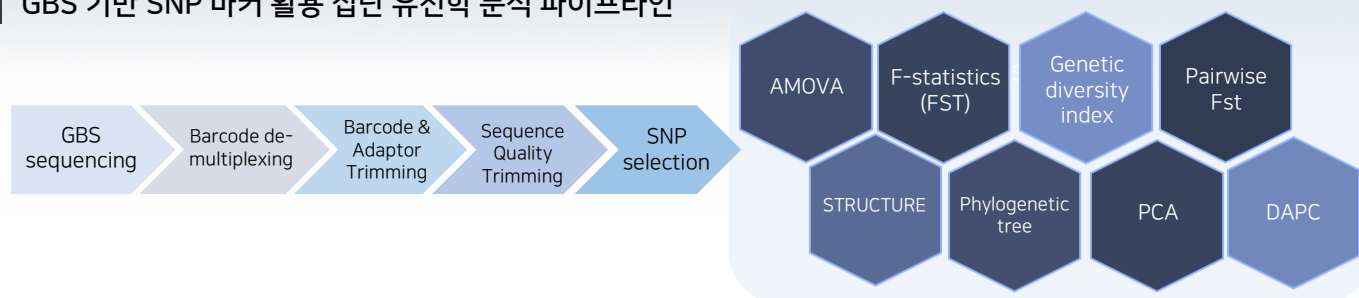 GBS 기반 SNP 마커 활용 집단 유전학 분석 파이프라인
GBS
sequencing
Barcode de-
multiplexing
Barcode &
Adaptor
Trimming
Sequence
Quality
Trimming
SNP
selection
AMOVA
F-statistics
(FST)
Genetic
diversity
index
Pairwise
Fst
STRUCTURE
Phylogenetic
tree
PCA
DAPC